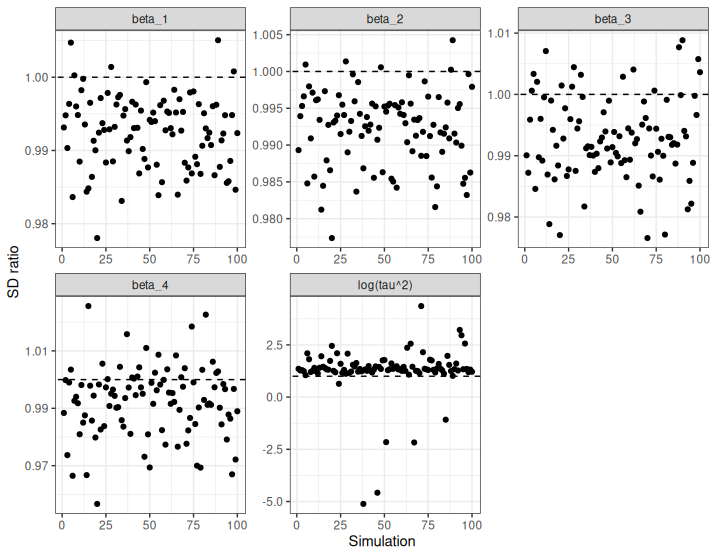 beta_1
beta_2
beta_3
1.00
0.99
0.98
1.005
1.000
0.995
0.990
0.985
0.980
1.01
1.00
0.99
0.98
0 25 50 75 100
0 25 50 75 100
0 25 50 75 100
beta_4
log(tau^2)
1.01
0.99
0.97
2.5
0.0
-2.5
-5.0
0 25 50 75 100
0 25 50 75 100
SD ratio
Simulation